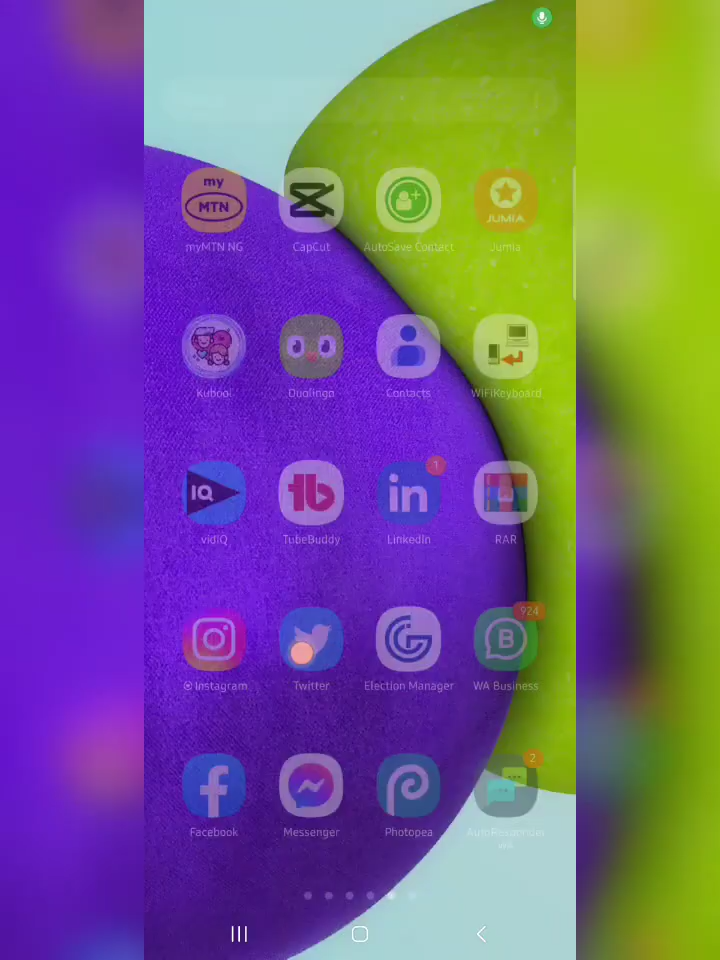 my
MTN
JUMIA
myMTN NG
CapCut
AutoSave Contact
Jumia
Kubool
Duolingo
Contacts
WiFiKeyboard
IQ
tb
in
1
vidIQ
TubeBuddy
LinkedIn
RAR
924
B
Instagram
Twitter
Election Manager
WA Business
2
Facebook
Messenger
Photopea